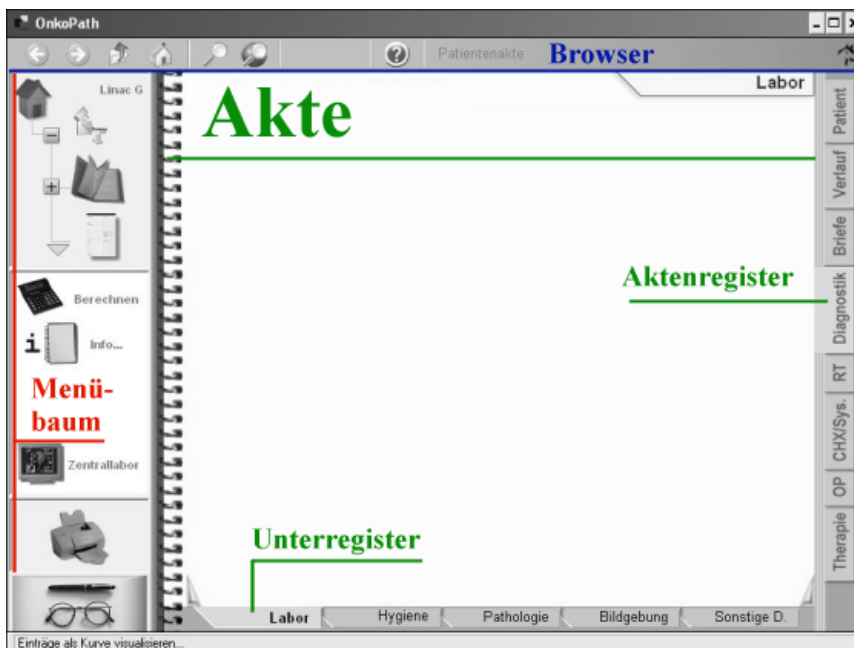 OnkoPath
Patientenakte
Browser
Linac G
Akte
Labor
Patient
Verlauf
Briefe
Aktenregister
Diagnostik
Berechnen
i
Info...
RT
Menü-
baum
CHX/Sys.
Zentrallabor
OP
Therapie
Unterregister
Labor Hygiene Pathologie Bildgebung Sonstige D.
Einträge als Kurve visualisieren...